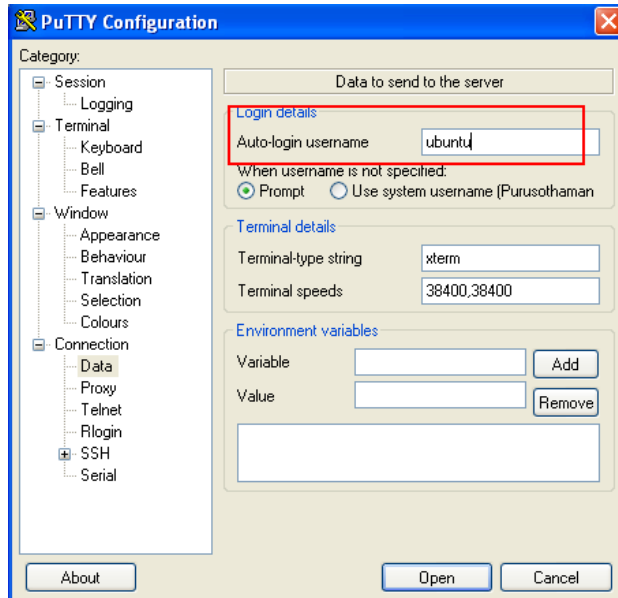 PuTTY Configuration
Category:
Session
Logging
Terminal
Keyboard
Bell
Features
Window
Appearance
Behaviour
Translation
Selection
Colours
Connection
Data
Proxy
Telnet
Rlogin
SSH
Serial
Data to send to the server
Login details
Auto-login username ubuntu
When username is not specified:
Prompt Use system username (Purusothaman
Terminal details
Terminal-type string xterm
Terminal speeds 38400,38400
Environment variables
Variable Add
Value Remove
About Open Cancel